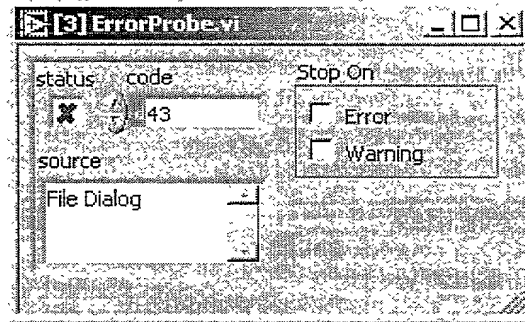 [3] ErrorProbe.vi
status code
43
source
File Dialog
Stop On
Error
Warning